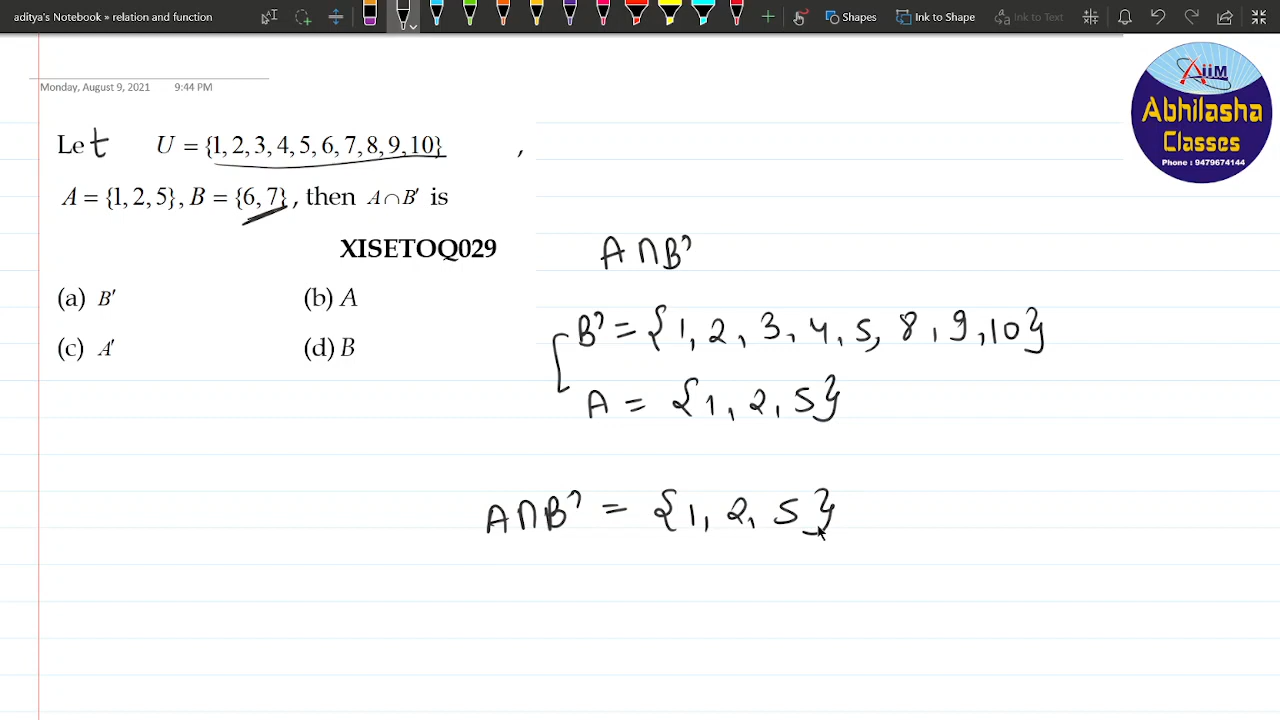 aditya's Notebook » relation and function
Shapes
Ink to Shape
Ink to Text
Monday, August 9, 2021 9:44 PM
AiiM
Abhilasha
Classes
Phone : 9479674144
Let U = {1, 2, 3, 4, 5, 6, 7, 8, 9, 10} ,
A = {1, 2, 5}, B = {6, 7}, then A ∩ B′ is
XISETOQ029
(a) B′ (b) A
(c) A′ (d) B
A ∩ B'
B' = {1, 2, 3, 4, 5, 8, 9, 10}
A = {1, 2, 5}
A ∩ B' = {1, 2, 5}